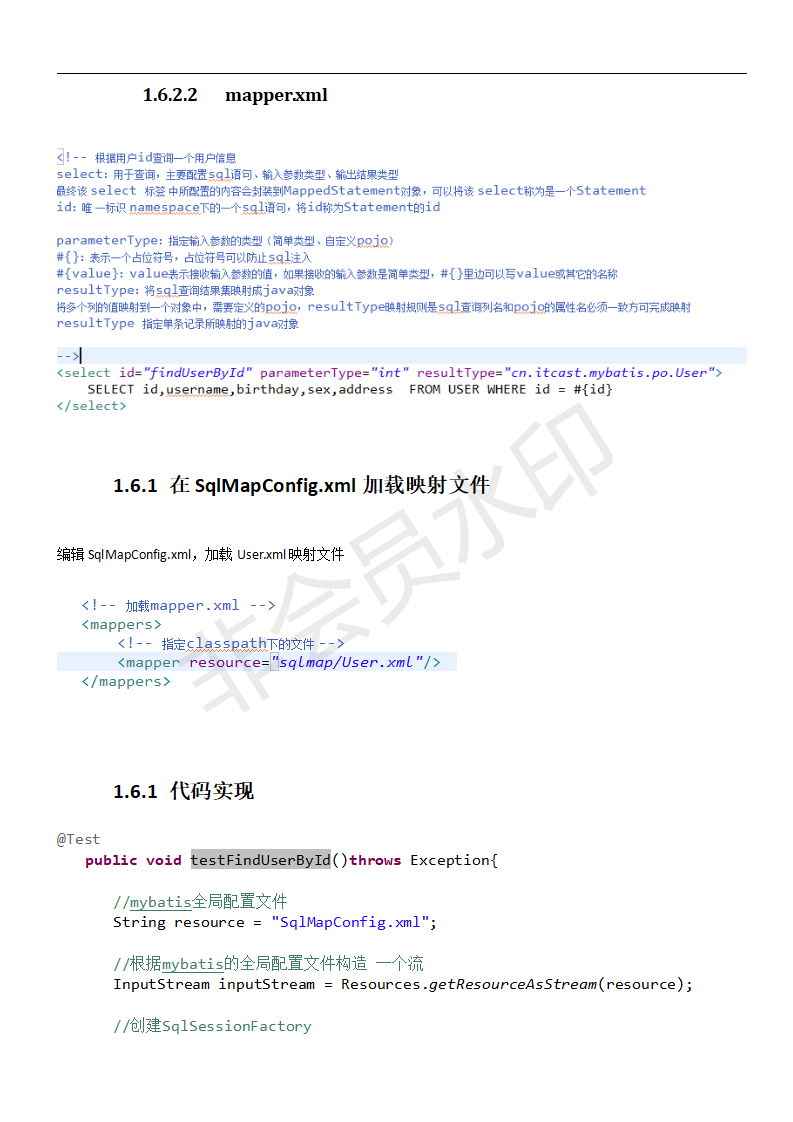 1.6.2.2 mapper.xml
<!-- 根据用户id查询一个用户信息
select：用于查询，主要配置sql语句、输入参数类型、输出结果类型
最终该 select 标签 中所配置的内容会封装到MappedStatement对象，可以将该 select称为是一个Statement
id：唯 一标识 namespace下的一个sql语句，将id称为Statement的id
parameterType：指定输入参数的类型（简单类型、自定义pojo）
#{}：表示一个占位符号，占位符号可以防止sql注入
#{value}：value表示接收输入参数的值，如果接收的输入参数是简单类型，#{}里边可以写value或其它的名称
resultType：将sql查询结果集映射成java对象
将多个列的值映射到一个对象中，需要定义的pojo，resultType映射规则是sql查询列名和pojo的属性名必须一致方可完成映射
resultType 指定单条记录所映射的java对象
-->
<select id="findUserById" parameterType="int" resultType="cn.itcast.mybatis.po.User">
SELECT id,username,birthday,sex,address FROM USER WHERE id = #{id}
</select>
1.6.1 在 SqlMapConfig.xml 加载映射文件
编辑 SqlMapConfig.xml，加载 User.xml 映射文件
<!-- 加载mapper.xml -->
<mappers>
<!-- 指定classpath下的文件 -->
<mapper resource="sqlmap/User.xml"/>
</mappers>
非会员水印
1.6.1 代码实现
@Test
public void testFindUserById()throws Exception{
//mybatis全局配置文件
String resource = "SqlMapConfig.xml";
//根据mybatis的全局配置文件构造 一个流
InputStream inputStream = Resources.getResourceAsStream(resource);
//创建SqlSessionFactory